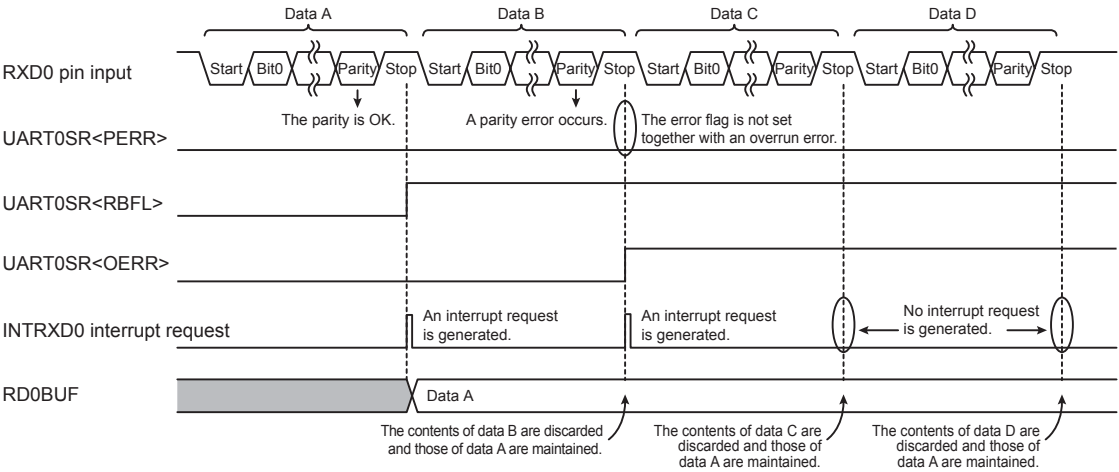 Data A Data B Data C Data D
RXD0 pin input Start Bit0 Parity Stop Start Bit0 Parity Stop Start Bit0 Parity Stop Start Bit0 Parity Stop
The parity is OK. A parity error occurs.
The error flag is not set
together with an overrun error.
UART0SR<PERR>
UART0SR<RBFL>
UART0SR<OERR>
INTRXD0 interrupt request
An interrupt request
is generated.
An interrupt request
is generated.
No interrupt request
is generated.
RD0BUF
Data A
The contents of data B are discarded
and those of data A are maintained.
The contents of data C are
discarded and those of
data A are maintained.
The contents of data D are
discarded and those of
data A are maintained.